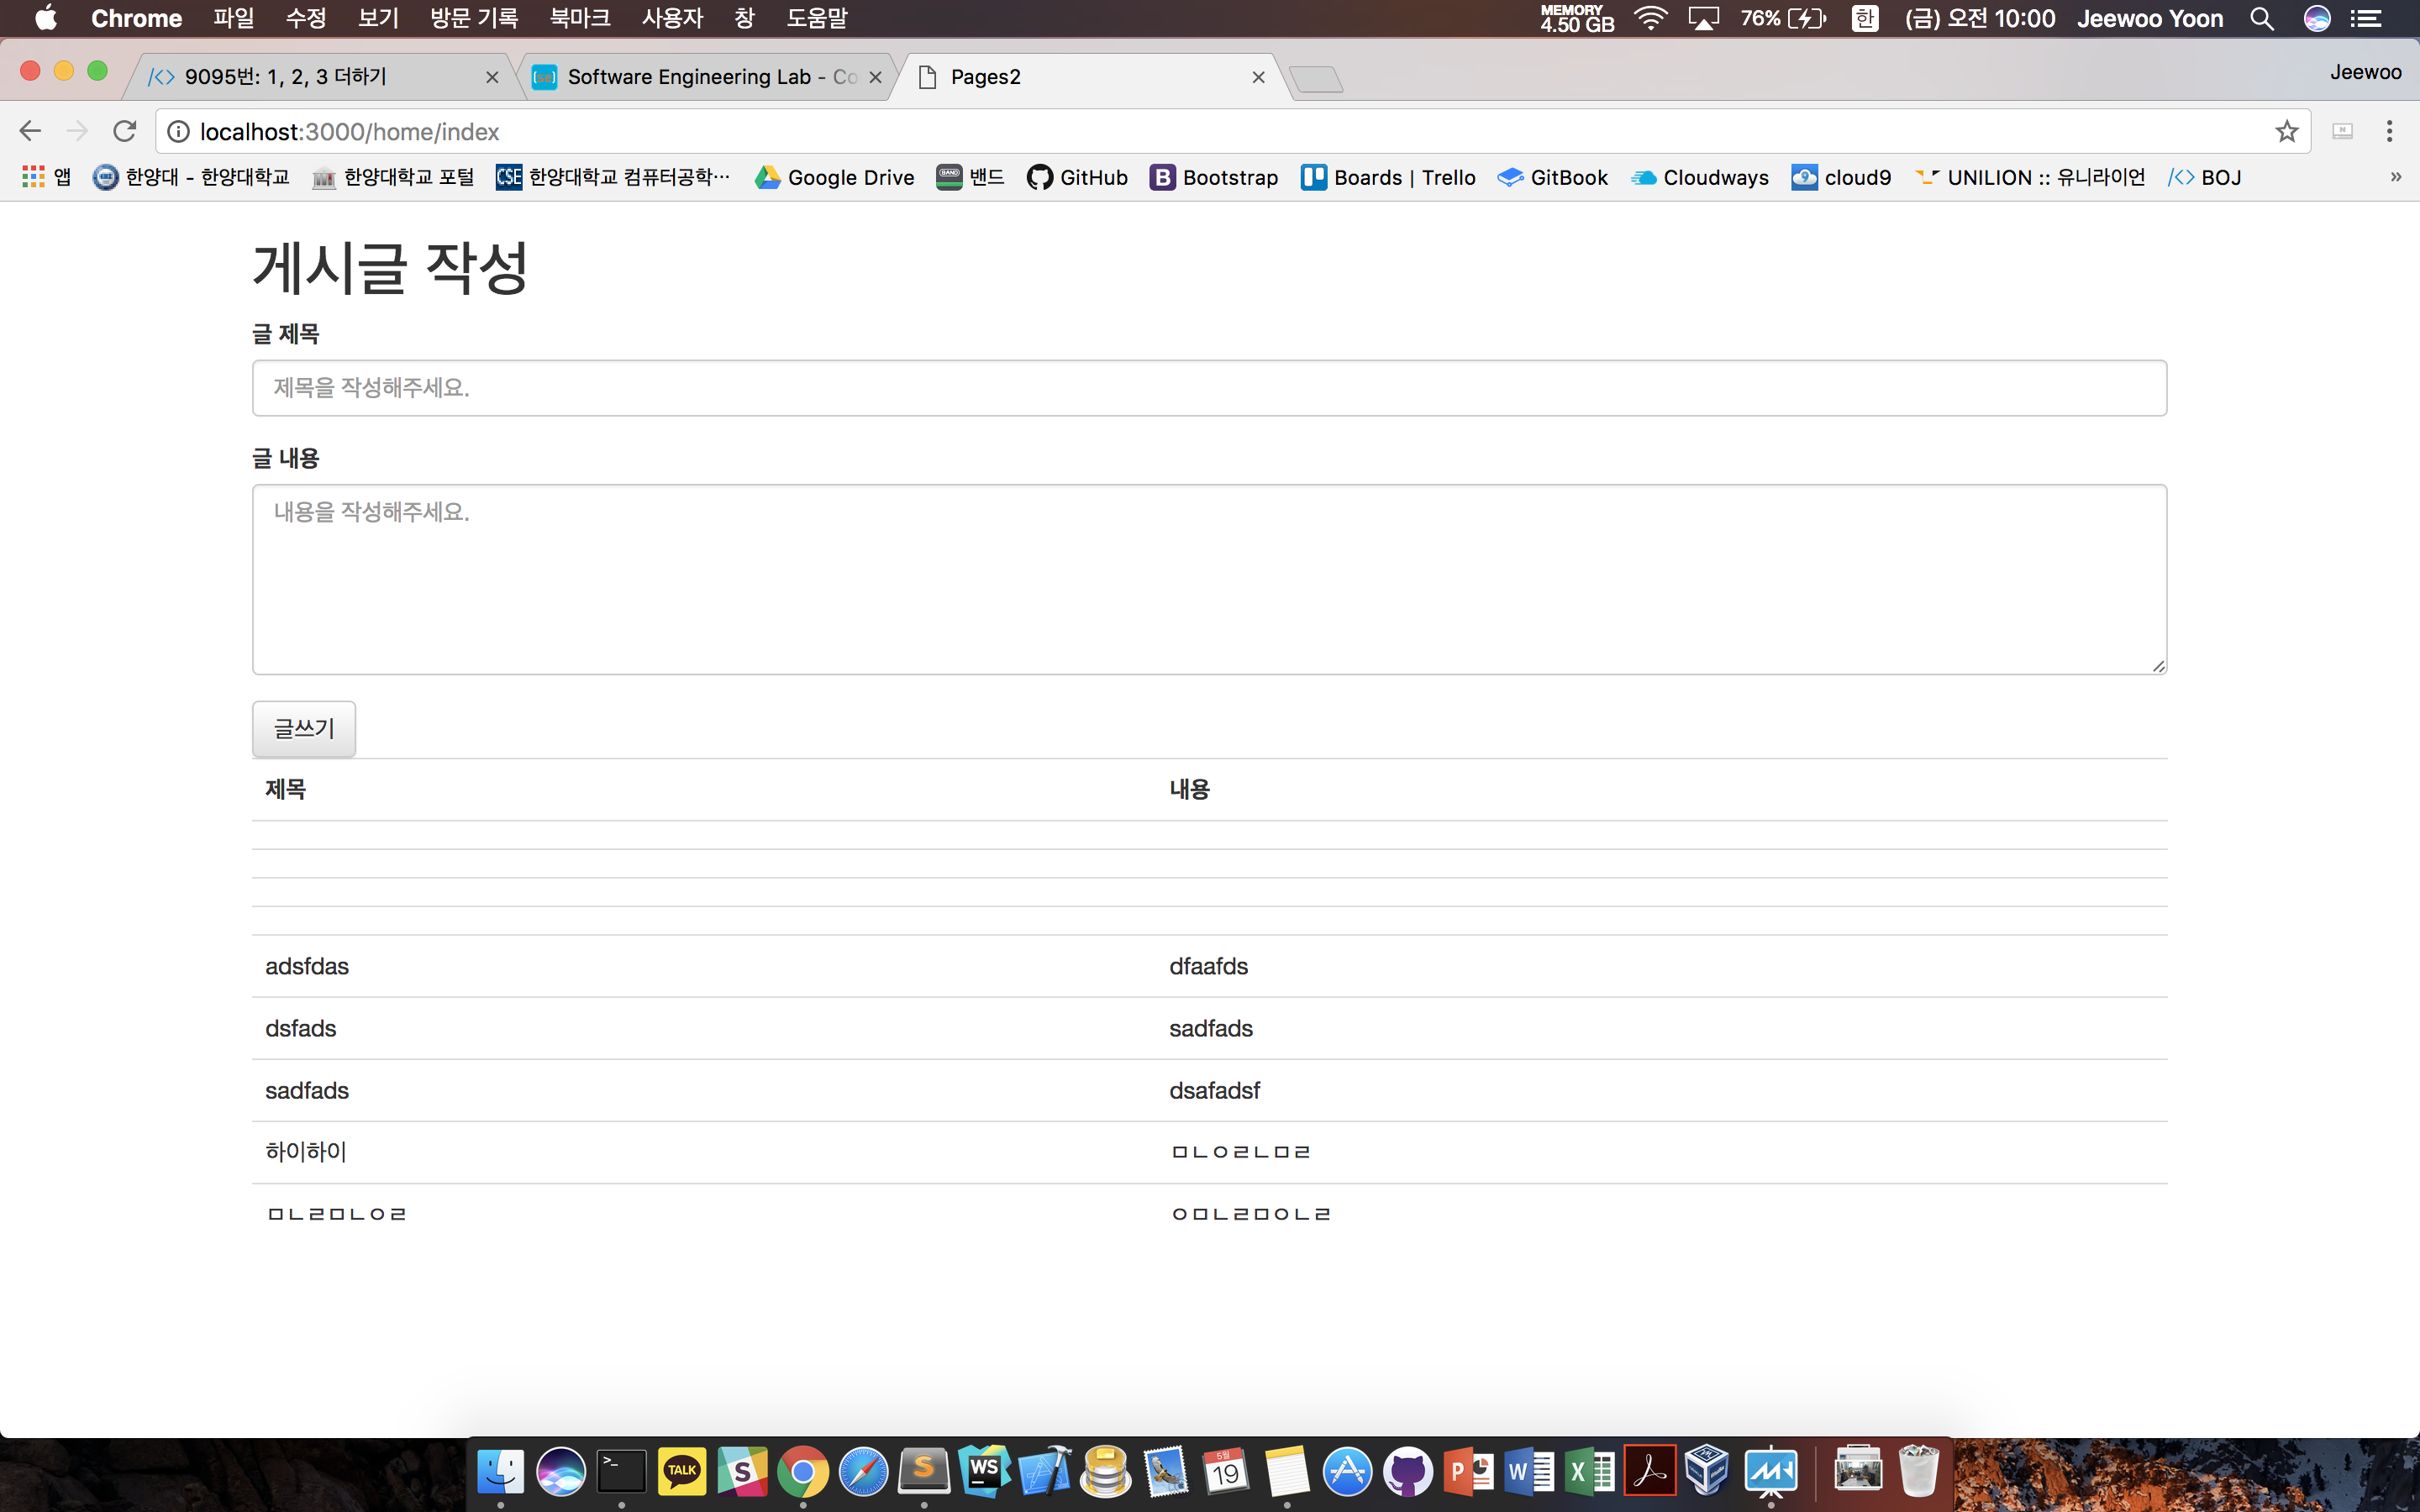 Chrome 파일 수정 보기 방문 기록 북마크 사용자 창 도움말 MEMORY 4.50 GB 76% 한 (금) 오전 10:00 Jeewoo Yoon
9095번: 1, 2, 3 더하기 Software Engineering Lab - Co Pages2 Jeewoo
localhost:3000/home/index
앱 한양대 - 한양대학교 한양대학교 포털 CSE 한양대학교 컴퓨터공학… Google Drive BAND 밴드 GitHub B Bootstrap Boards | Trello GitBook Cloudways cloud9 UNILION :: 유니라이언 /<> BOJ »
게시글 작성
글 제목
제목을 작성해주세요.
글 내용
내용을 작성해주세요.
글쓰기
제목 내용
adsfdas dfaafds
dsfads sadfads
sadfads dsafadsf
하이하이 ㅁㄴㅇㄹㄴㅁㄹ
ㅁㄴㄹㅁㄴㅇㄹ ㅇㅁㄴㄹㅁㅇㄴㄹ
>_ TALK S S WS 5월 19 P W X